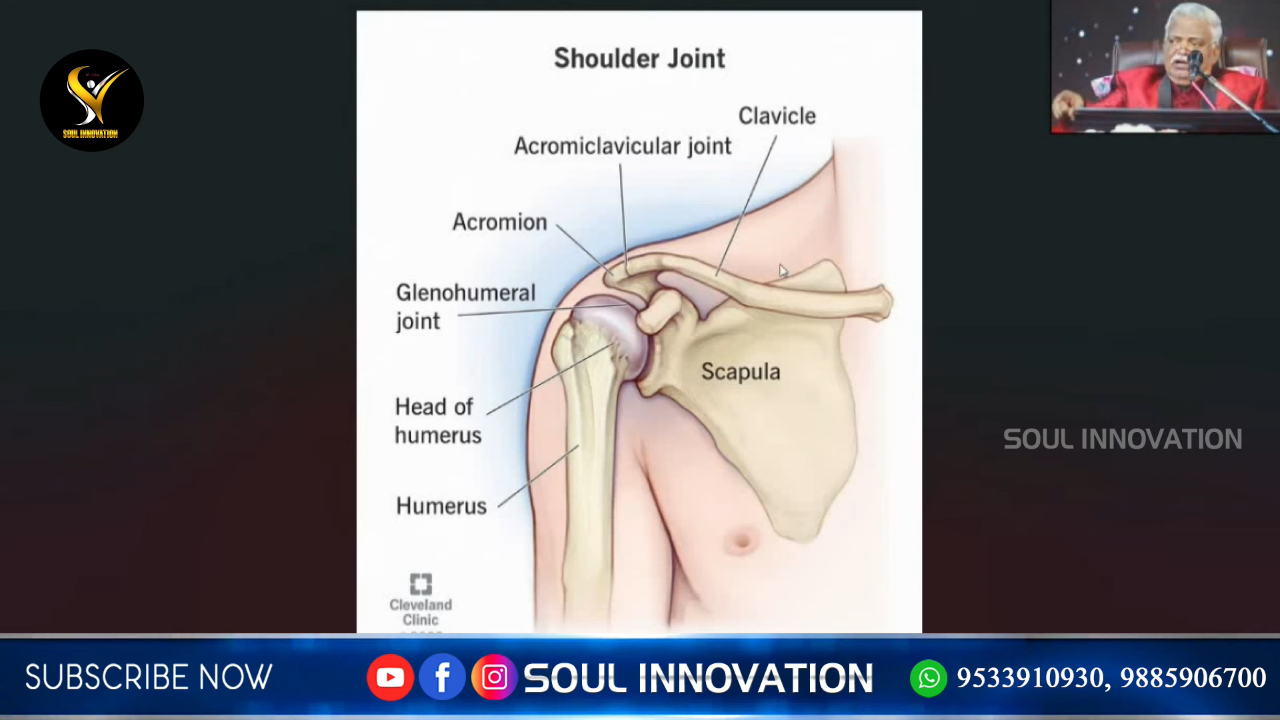 Shoulder Joint
Clavicle
Acromiclavicular joint
Acromion
Glenohumeral
joint
Scapula
Head of
humerus
Humerus
Cleveland
Clinic
SOUL INNOVATION
SOUL INNOVATION
SUBSCRIBE NOW
SOUL INNOVATION
9533910930, 9885906700